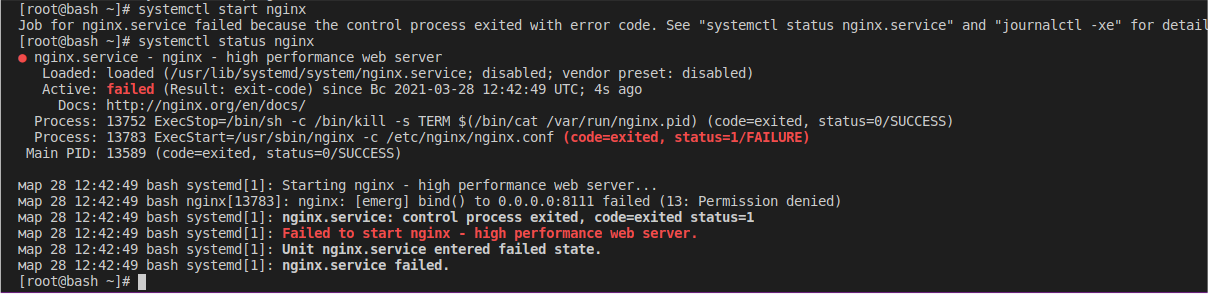 [root@bash ~]# systemctl start nginx
Job for nginx.service failed because the control process exited with error code. See "systemctl status nginx.service" and "journalctl -xe" for detail
[root@bash ~]# systemctl status nginx
● nginx.service - nginx - high performance web server
Loaded: loaded (/usr/lib/systemd/system/nginx.service; disabled; vendor preset: disabled)
Active: failed (Result: exit-code) since Вс 2021-03-28 12:42:49 UTC; 4s ago
Docs: http://nginx.org/en/docs/
Process: 13752 ExecStop=/bin/sh -c /bin/kill -s TERM $(/bin/cat /var/run/nginx.pid) (code=exited, status=0/SUCCESS)
Process: 13783 ExecStart=/usr/sbin/nginx -c /etc/nginx/nginx.conf (code=exited, status=1/FAILURE)
Main PID: 13589 (code=exited, status=0/SUCCESS)
мар 28 12:42:49 bash systemd[1]: Starting nginx - high performance web server...
мар 28 12:42:49 bash nginx[13783]: nginx: [emerg] bind() to 0.0.0.0:8111 failed (13: Permission denied)
мар 28 12:42:49 bash systemd[1]: nginx.service: control process exited, code=exited status=1
мар 28 12:42:49 bash systemd[1]: Failed to start nginx - high performance web server.
мар 28 12:42:49 bash systemd[1]: Unit nginx.service entered failed state.
мар 28 12:42:49 bash systemd[1]: nginx.service failed.
[root@bash ~]#